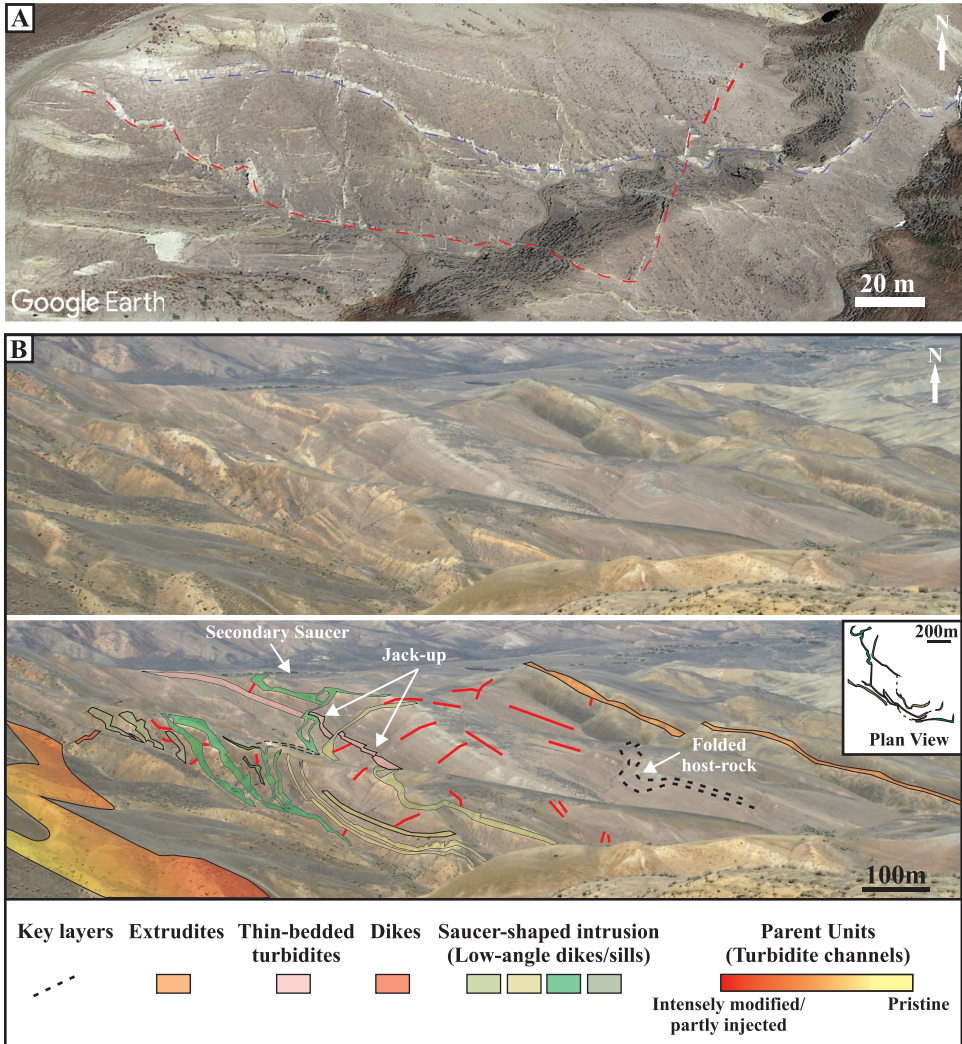 A
N
Google Earth
20 m
B
N
Secondary Saucer
Jack-up
200m
Plan View
Folded
host-rock
100m
Key layers
Extrudites
Thin-bedded
turbidites
Dikes
Saucer-shaped intrusion
(Low-angle dikes/sills)
Parent Units
(Turbidite channels)
Intensely modified/
partly injected
Pristine